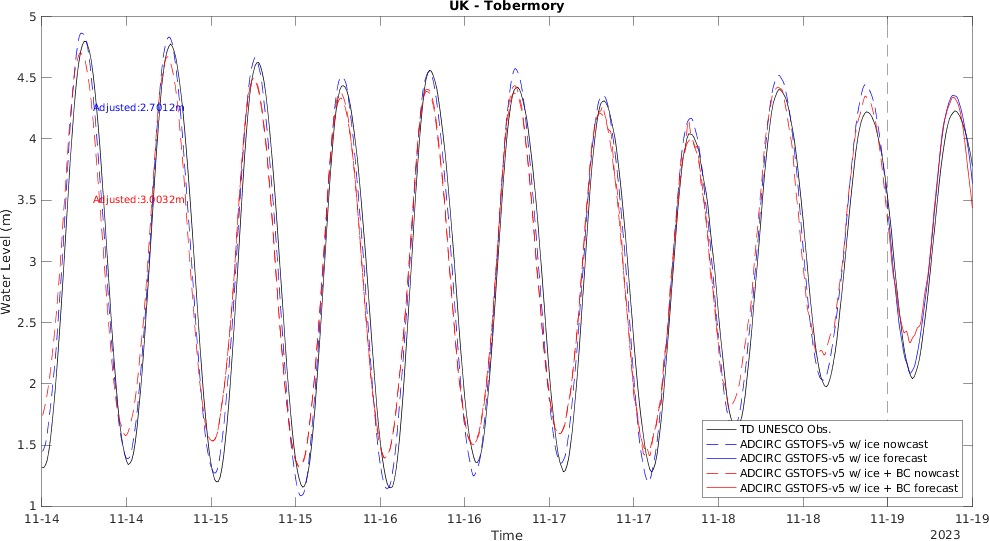 UK - Tobermory
Water Level (m)
5
4.5
4
3.5
3
2.5
2
1.5
1
Adjusted:2.7012m
Adjusted:3.0032m
TD UNESCO Obs.
ADCIRC GSTOFS-v5 w/ ice nowcast
ADCIRC GSTOFS-v5 w/ ice forecast
ADCIRC GSTOFS-v5 w/ ice + BC nowcast
ADCIRC GSTOFS-v5 w/ ice + BC forecast
11-14 11-14 11-15 11-15 11-16 11-16 11-17 11-17 11-18 11-18 11-19 11-19
Time
2023